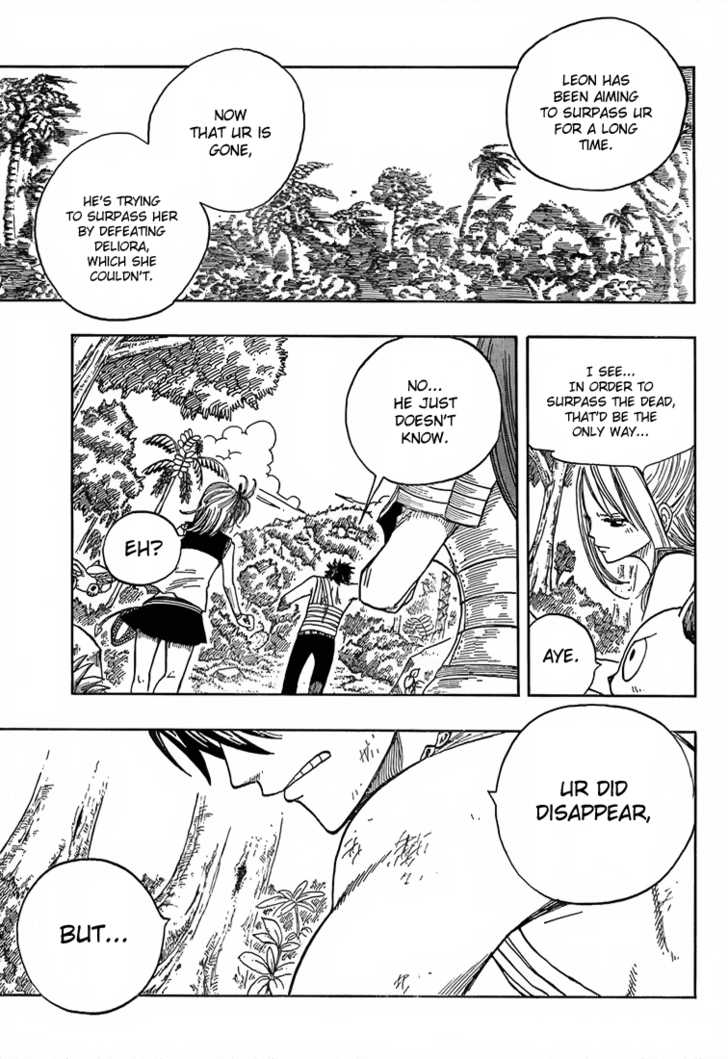 LEON HAS
BEEN AIMING
TO SURPASS UR
FOR A LONG
TIME.
NOW
THAT UR IS
GONE,
HE'S TRYING
TO SURPASS HER
BY DEFEATING
DELIORA,
WHICH SHE
COULDN'T.
I SEE...
IN ORDER TO
SURPASS THE DEAD,
THAT'D BE THE
ONLY WAY...
AYE.
NO...
HE JUST
DOESN'T
KNOW.
EH?
UR DID
DISAPPEAR,
BUT...